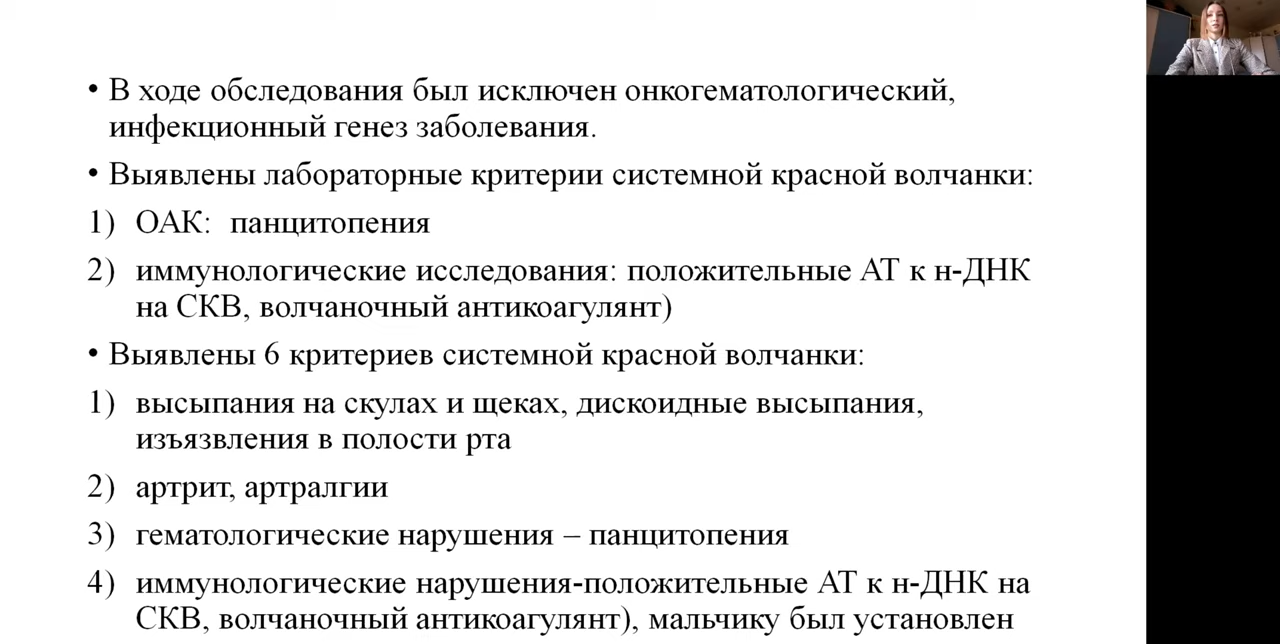 • В ходе обследования был исключен онкогематологический,
инфекционный генез заболевания.
• Выявлены лабораторные критерии системной красной волчанки:
1) ОАК: панцитопения
2) иммунологические исследования: положительные АТ к н-ДНК
на СКВ, волчаночный антикоагулянт)
• Выявлены 6 критериев системной красной волчанки:
1) высыпания на скулах и щеках, дискоидные высыпания,
изъязвления в полости рта
2) артрит, артралгии
3) гематологические нарушения – панцитопения
4) иммунологические нарушения-положительные АТ к н-ДНК на
СКВ, волчаночный антикоагулянт), мальчику был установлен